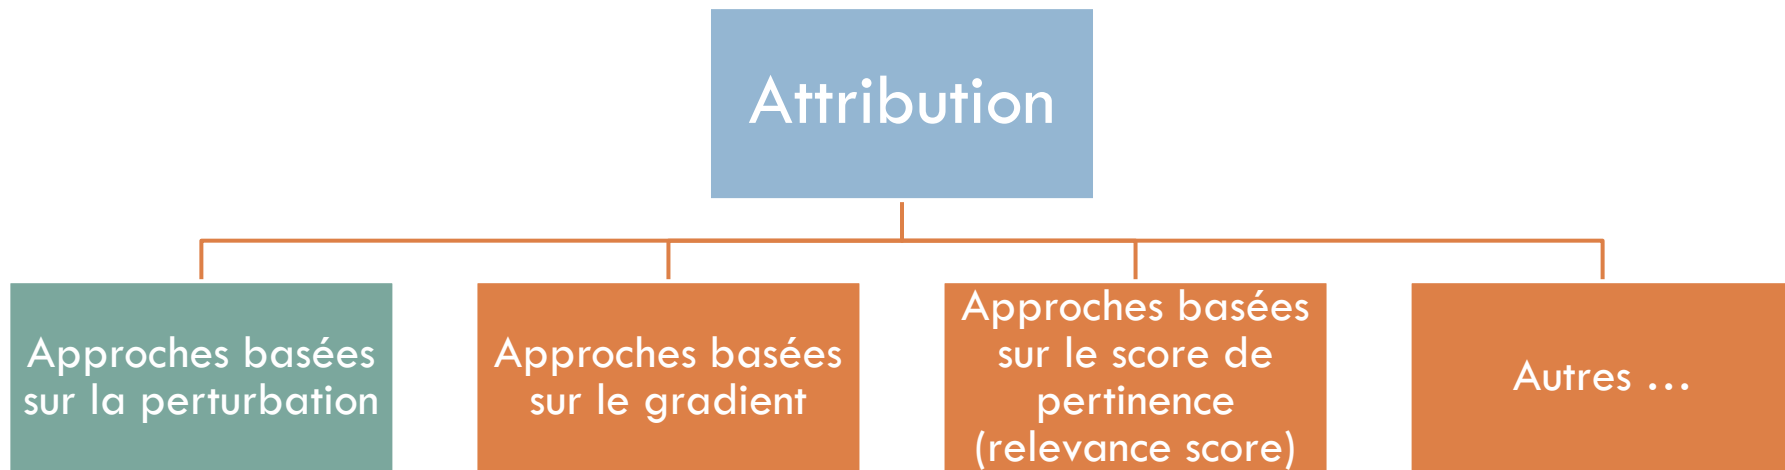 Attribution
Approches basées
sur la perturbation
Approches basées
sur le gradient
Approches basées
sur le score de
pertinence
(relevance score)
Autres ...